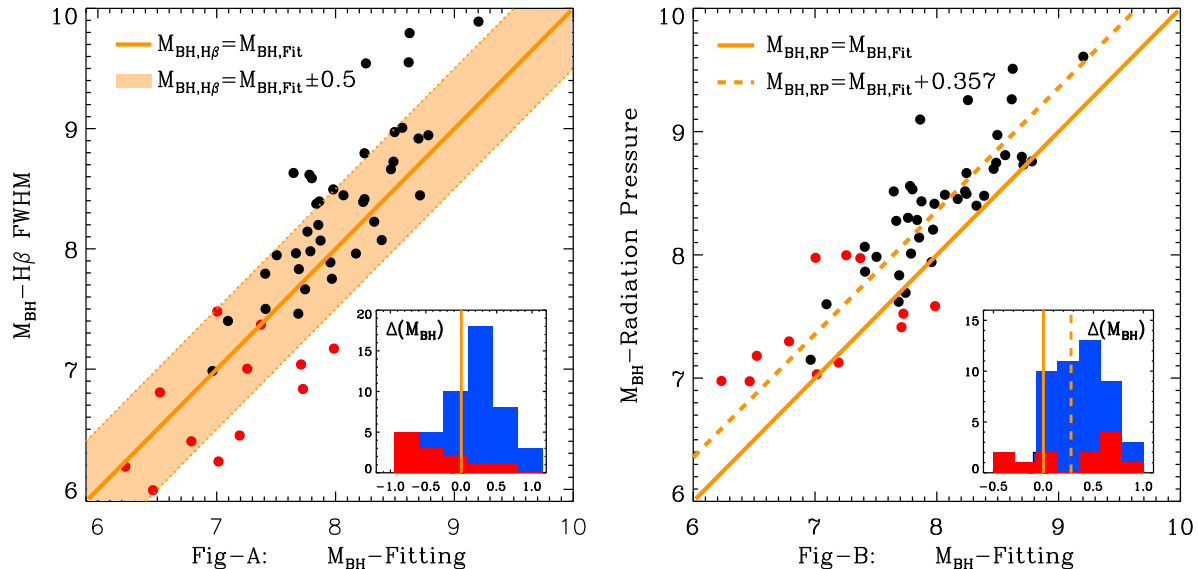 M_BH,Hβ=M_BH,Fit
M_BH,Hβ=M_BH,Fit±0.5
M_BH−Hβ FWHM
10
9
8
7
6
Δ(M_BH)
20
15
10
5
0
−1.0 −0.5 0.0 0.5 1.0
6 7 8 9 10
Fig−A: M_BH−Fitting
M_BH,RP=M_BH,Fit
M_BH,RP=M_BH,Fit+0.357
M_BH−Radiation Pressure
10
9
8
7
6
Δ(M_BH)
15
10
5
0
−0.5 0.0 0.5 1.0
6 7 8 9 10
Fig−B: M_BH−Fitting